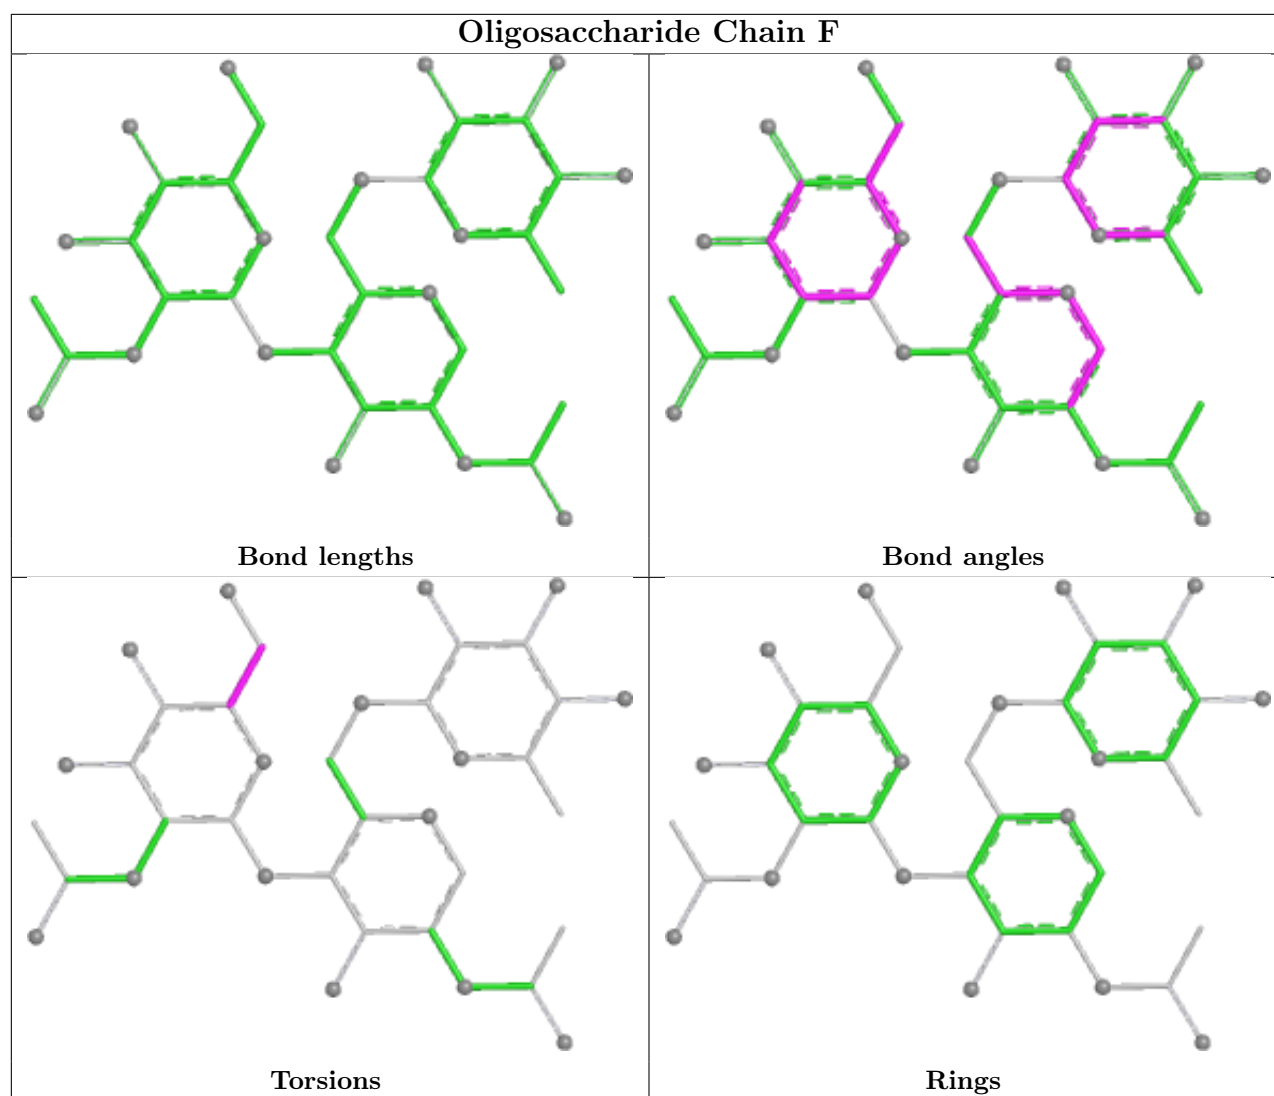 Oligosaccharide Chain F
Bond lengths
Bond angles
Torsions
Rings